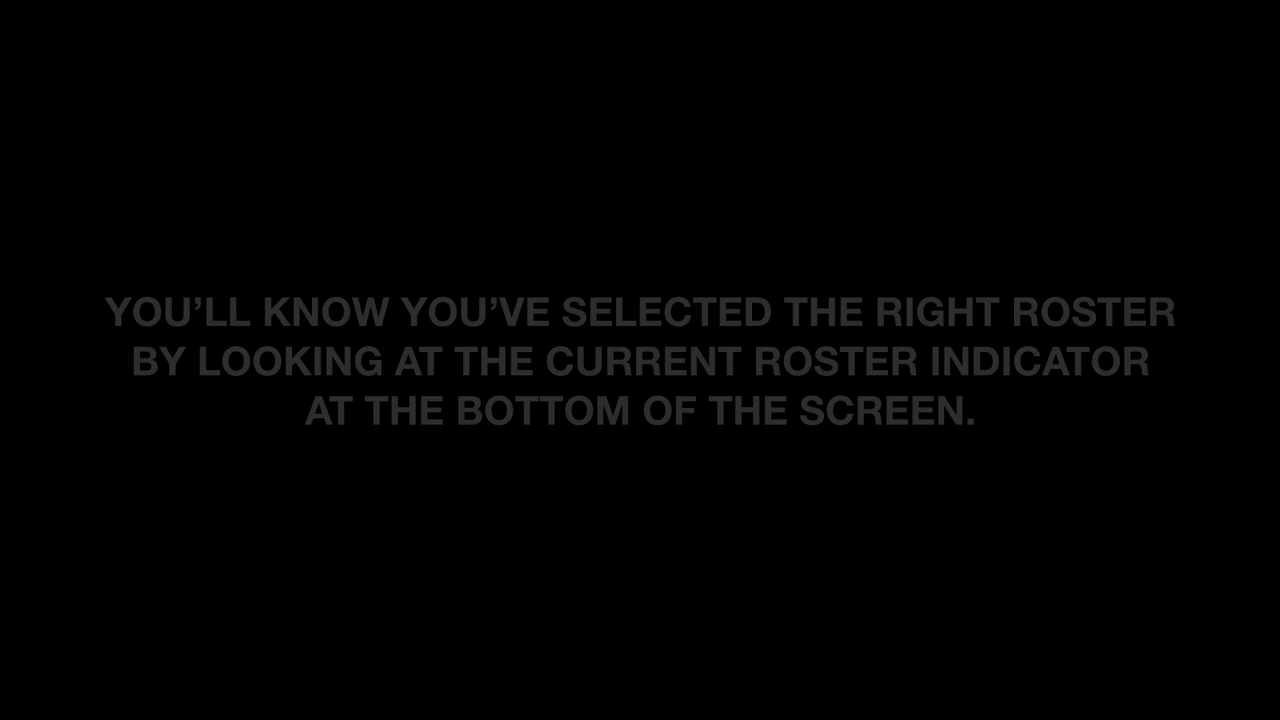 YOU’LL KNOW YOU’VE SELECTED THE RIGHT ROSTER
BY LOOKING AT THE CURRENT ROSTER INDICATOR
AT THE BOTTOM OF THE SCREEN.